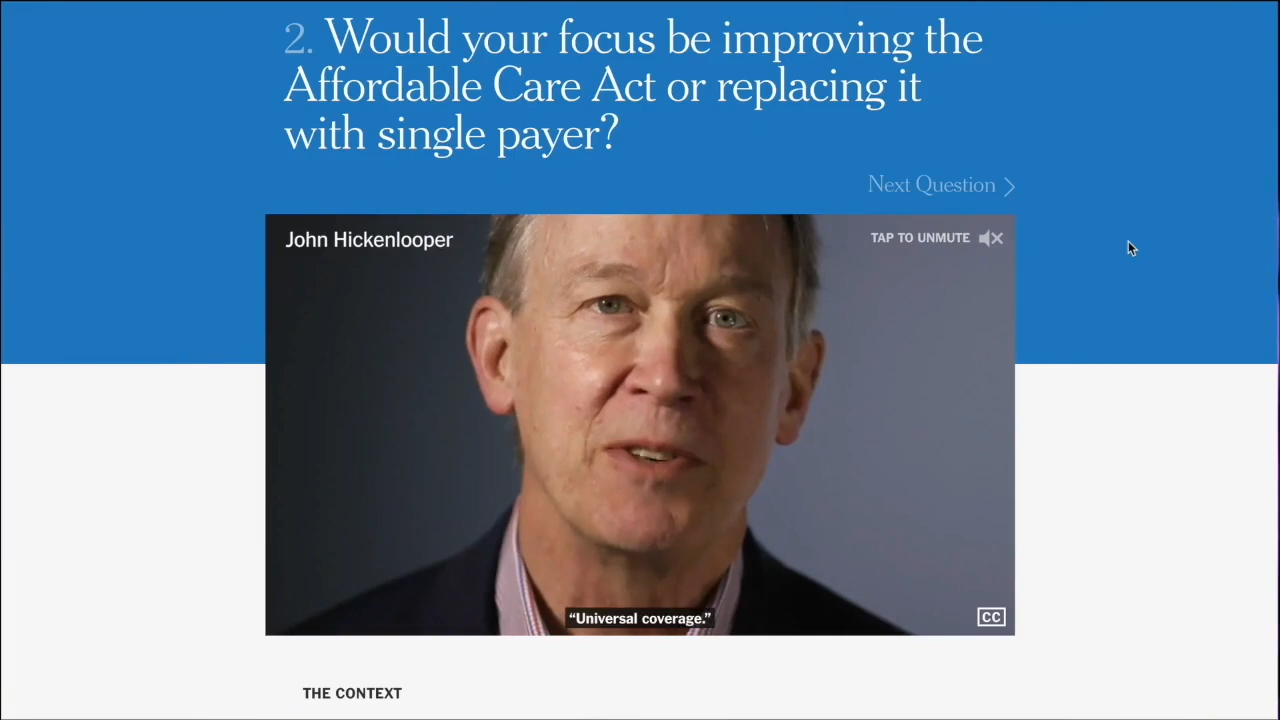 2. Would your focus be improving the
Affordable Care Act or replacing it
with single payer?
Next Question
John Hickenlooper
TAP TO UNMUTE
“Universal coverage.”
CC
THE CONTEXT